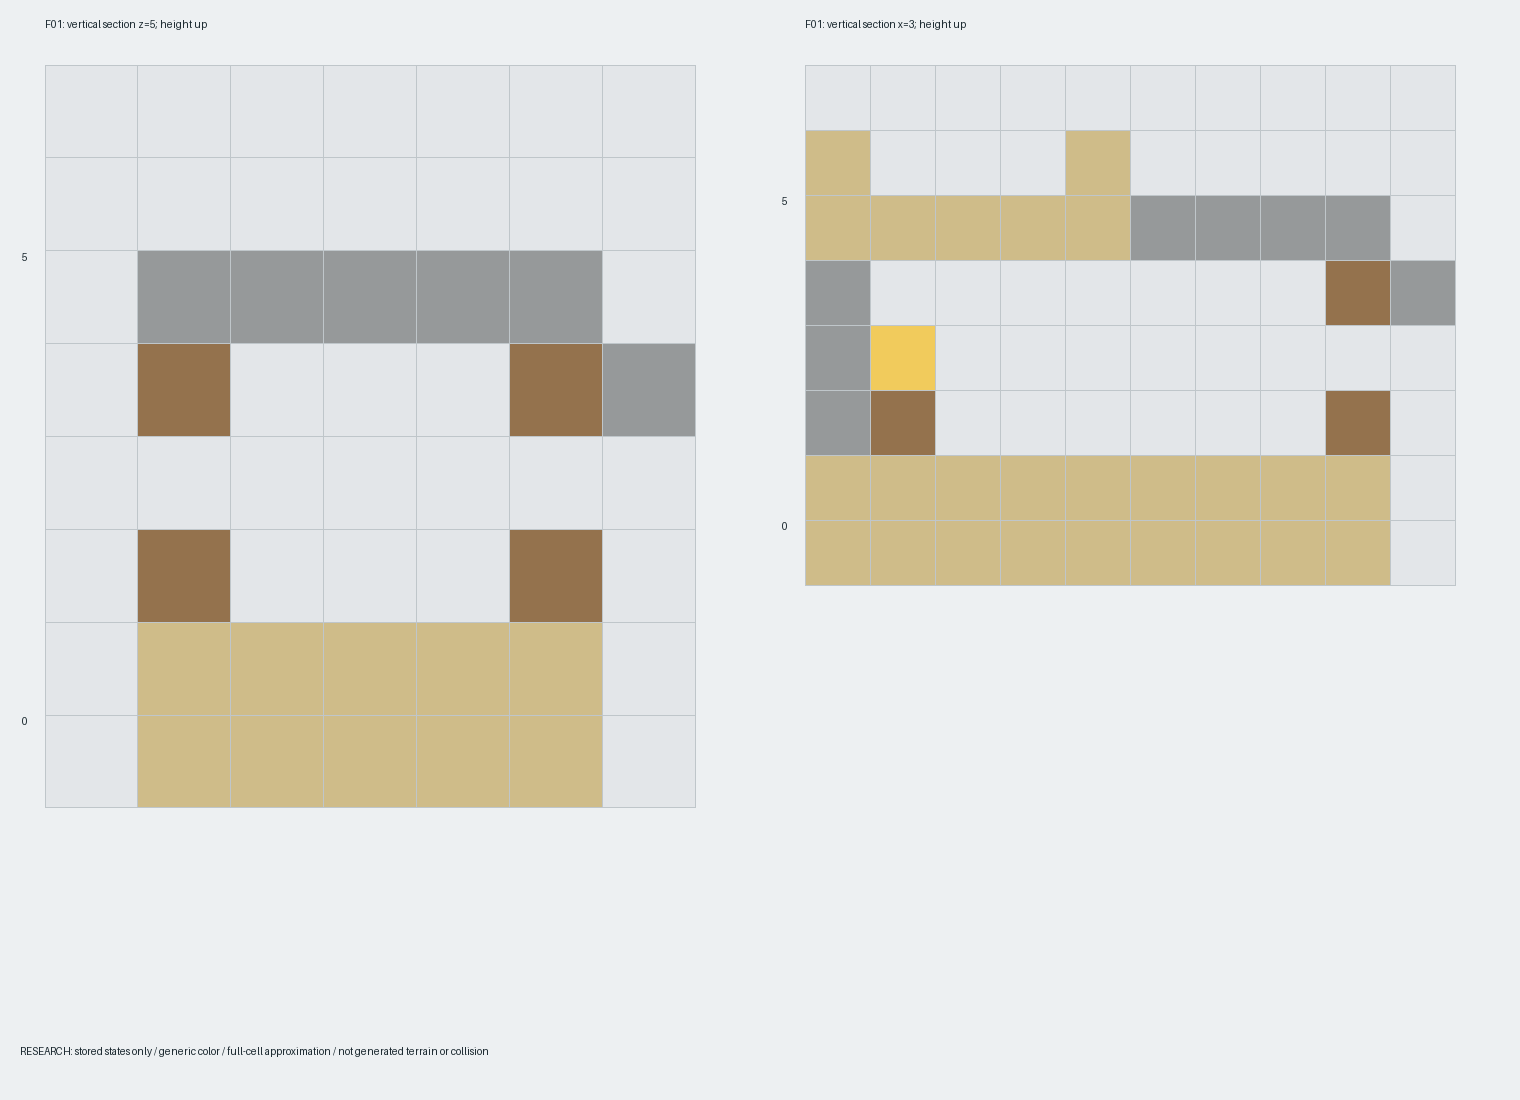 F01: vertical section z=5; height up
F01: vertical section x=3; height up
5
0
5
0
RESEARCH: stored states only / generic color / full-cell approximation / not generated terrain or collision